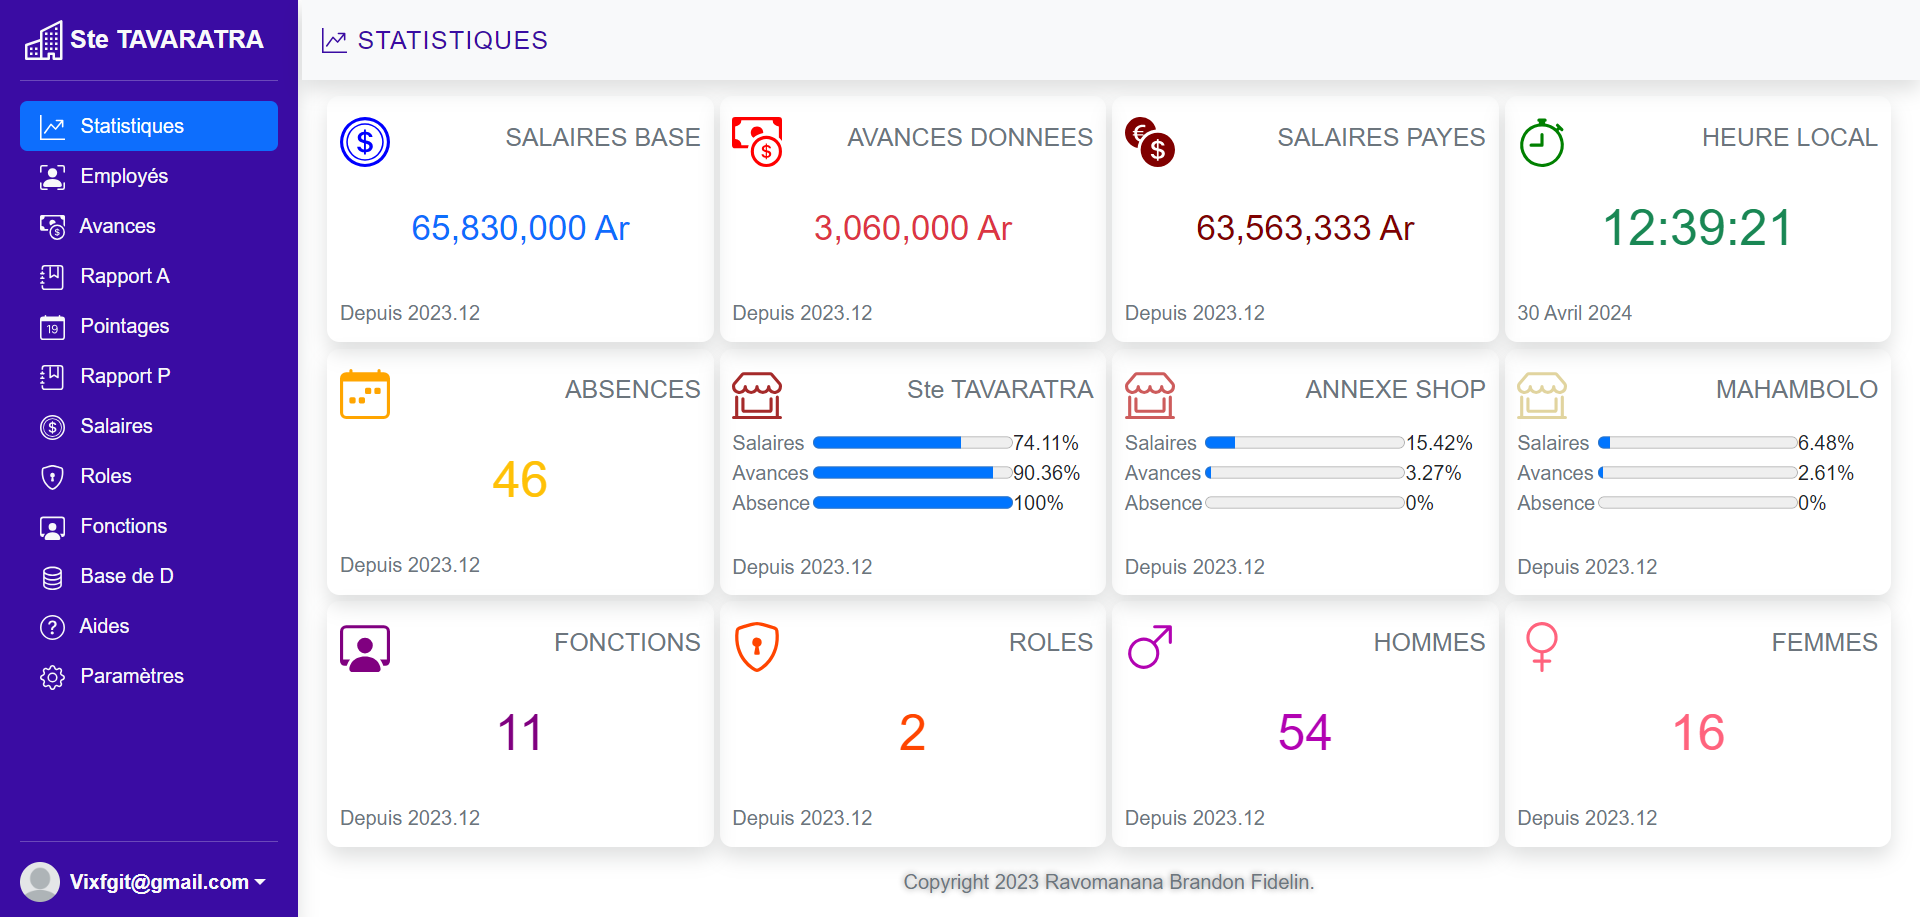 Ste TAVARATRA
Statistiques
Employés
Avances
Rapport A
19
Pointages
Rapport P
Salaires
Roles
Fonctions
Base de D
Aides
Paramètres
Vixfgit@gmail.com
STATISTIQUES
SALAIRES BASE
65,830,000 Ar
Depuis 2023.12
AVANCES DONNEES
3,060,000 Ar
Depuis 2023.12
SALAIRES PAYES
63,563,333 Ar
Depuis 2023.12
HEURE LOCAL
12:39:21
30 Avril 2024
ABSENCES
46
Depuis 2023.12
Ste TAVARATRA
Salaires 74.11%
Avances 90.36%
Absence 100%
Depuis 2023.12
ANNEXE SHOP
Salaires 15.42%
Avances 3.27%
Absence 0%
Depuis 2023.12
MAHAMBOLO
Salaires 6.48%
Avances 2.61%
Absence 0%
Depuis 2023.12
FONCTIONS
11
Depuis 2023.12
ROLES
2
Depuis 2023.12
HOMMES
54
Depuis 2023.12
FEMMES
16
Depuis 2023.12
Copyright 2023 Ravomanana Brandon Fidelin.